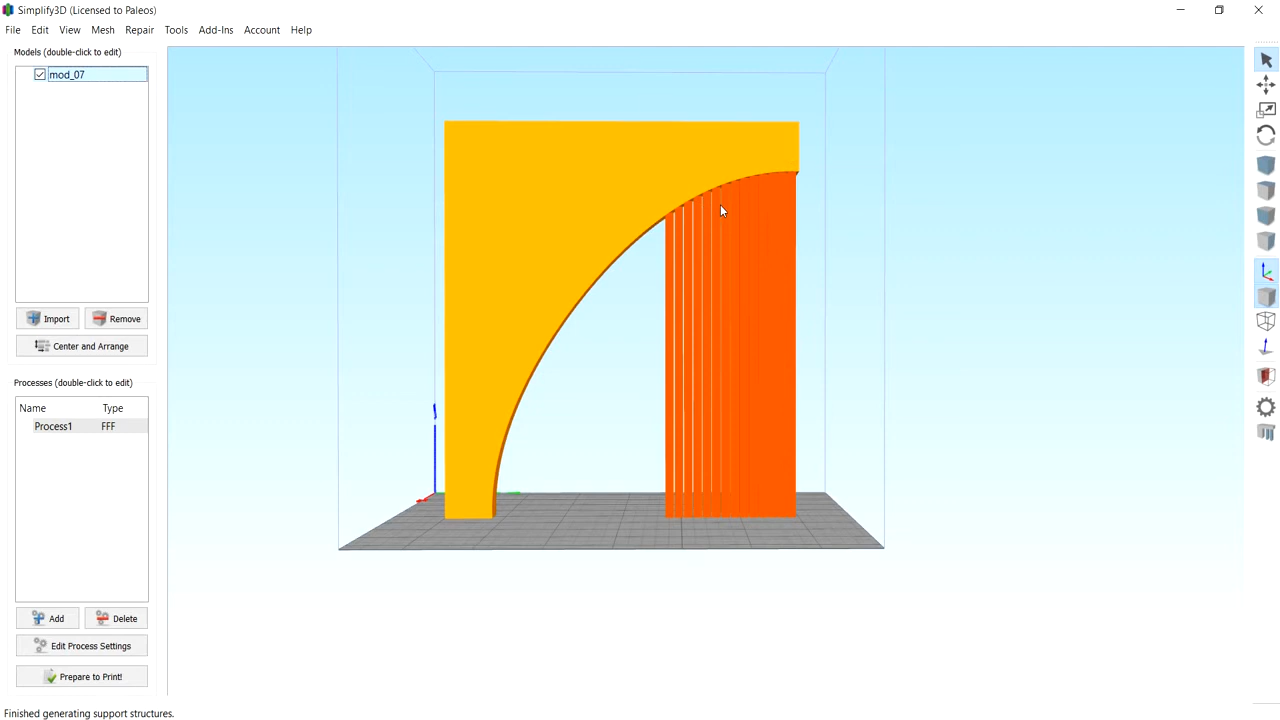 Simplify3D (Licensed to Paleos)
File Edit View Mesh Repair Tools Add-Ins Account Help
Models (double-click to edit)
mod_07
Import Remove
Center and Arrange
Processes (double-click to edit)
Name Type
Process1 FFF
Add Delete
Edit Process Settings
Prepare to Print!
Finished generating support structures.